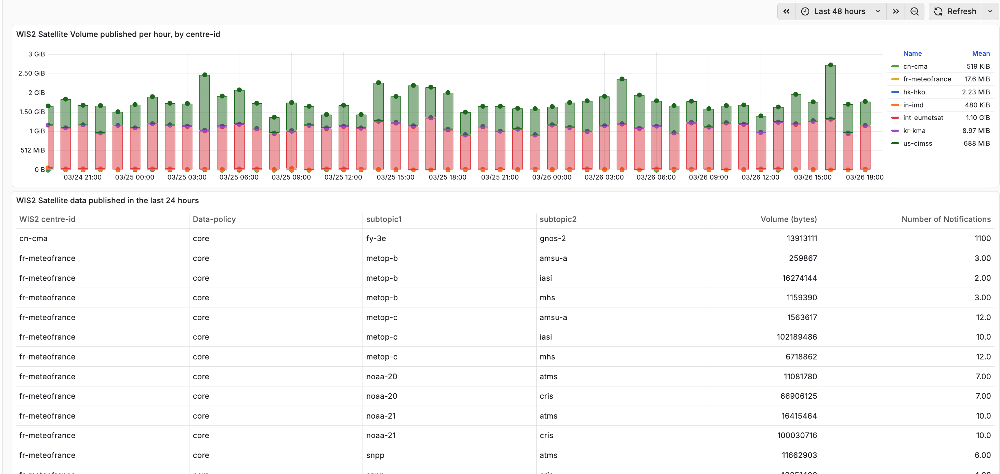 Last 48 hours
Refresh
WIS2 Satellite Volume published per hour, by centre-id
3 GiB
2.50 GiB
2 GiB
1.50 GiB
1 GiB
512 MiB
0 B
03/24 21:00 03/25 00:00 03/25 03:00 03/25 06:00 03/25 09:00 03/25 12:00 03/25 15:00 03/25 18:00 03/25 21:00 03/26 00:00 03/26 03:00 03/26 06:00 03/26 09:00 03/26 12:00 03/26 15:00 03/26 18:00
Name Mean
cn-cma 519 KiB
fr-meteofrance 17.6 MiB
hk-hko 2.23 MiB
in-imd 480 KiB
int-eumetsat 1.10 GiB
kr-kma 8.97 MiB
us-cimss 688 MiB
WIS2 Satellite data published in the last 24 hours
WIS2 centre-id Data-policy subtopic1 subtopic2 Volume (bytes) Number of Notifications
cn-cma core fy-3e gnos-2 13913111 1100
fr-meteofrance core metop-b amsu-a 259867 3.00
fr-meteofrance core metop-b iasi 16274144 2.00
fr-meteofrance core metop-b mhs 1159390 3.00
fr-meteofrance core metop-c amsu-a 1563617 12.0
fr-meteofrance core metop-c iasi 102189486 10.0
fr-meteofrance core metop-c mhs 6718862 12.0
fr-meteofrance core noaa-20 atms 11081780 7.00
fr-meteofrance core noaa-20 cris 66906125 7.00
fr-meteofrance core noaa-21 atms 16415464 10.0
fr-meteofrance core noaa-21 cris 100030716 10.0
fr-meteofrance core snpp atms 11662903 6.00